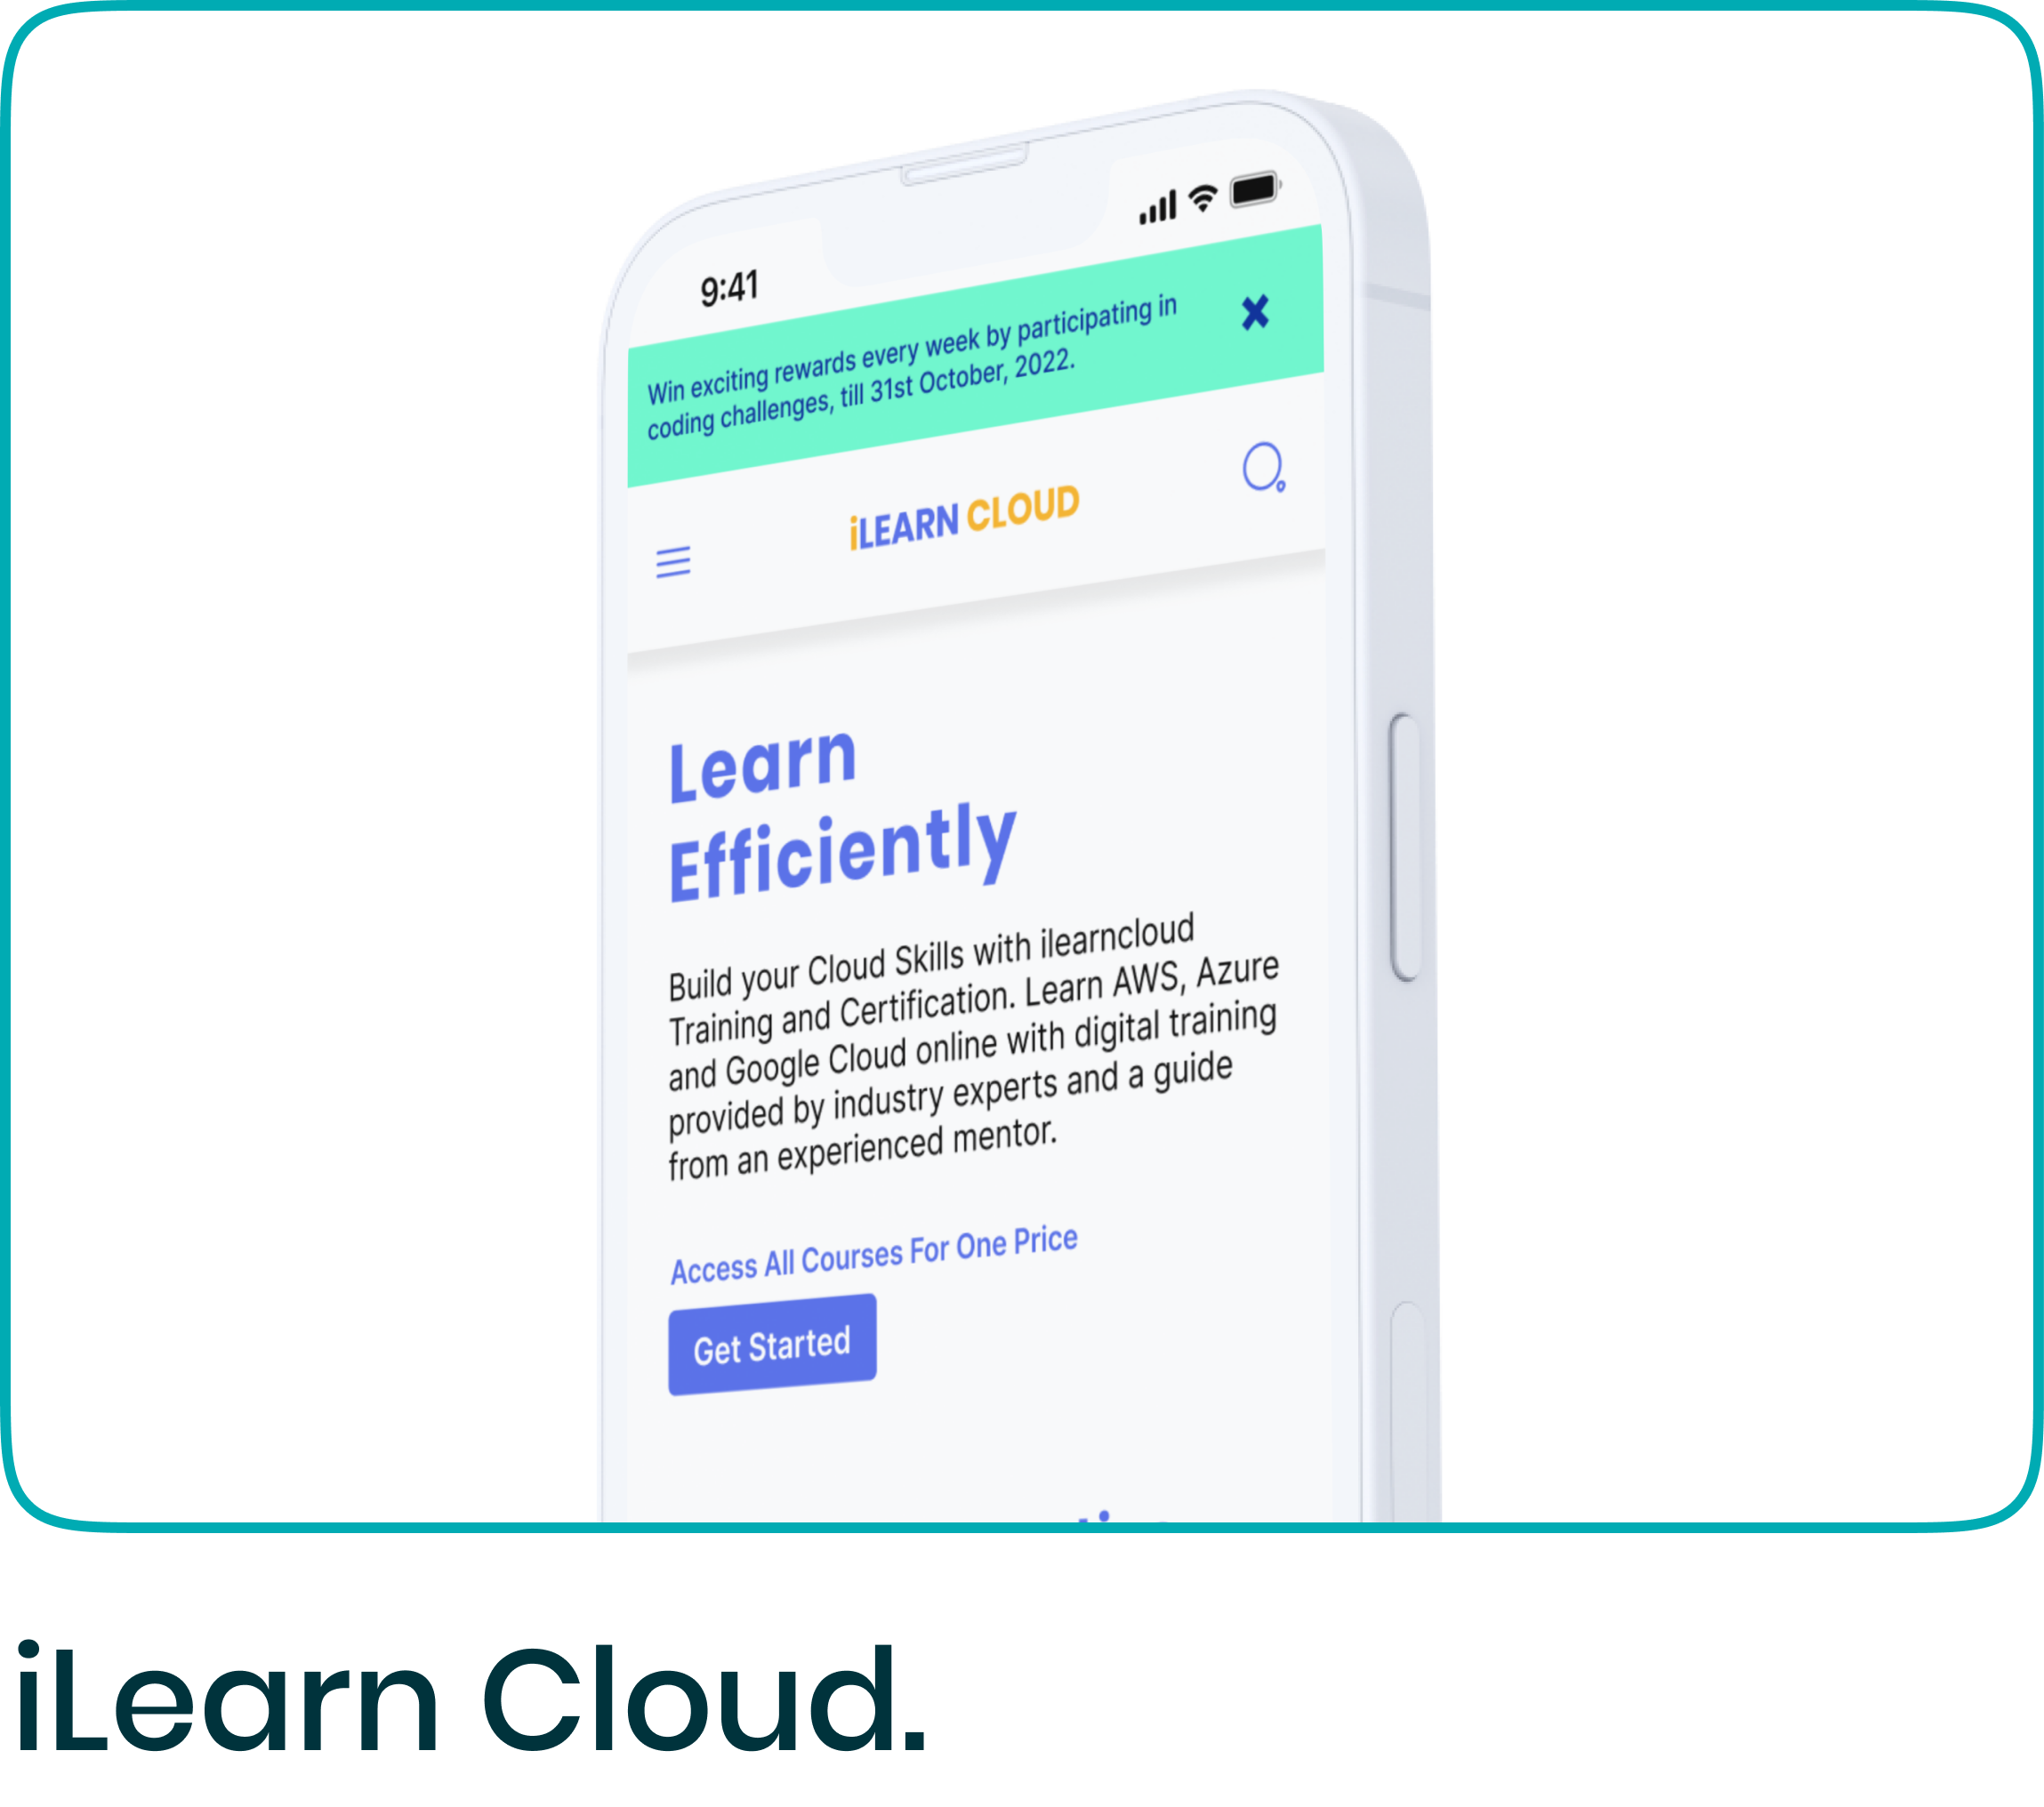 9:41
Win exciting rewards every week by participating in
coding challenges, till 31st October, 2022.
iLEARN CLOUD
Learn
Efficiently
Build your Cloud Skills with ilearncloud
Training and Certification. Learn AWS, Azure
and Google Cloud online with digital training
provided by industry experts and a guide
from an experienced mentor.
Access All Courses For One Price
Get Started
iLearn Cloud.